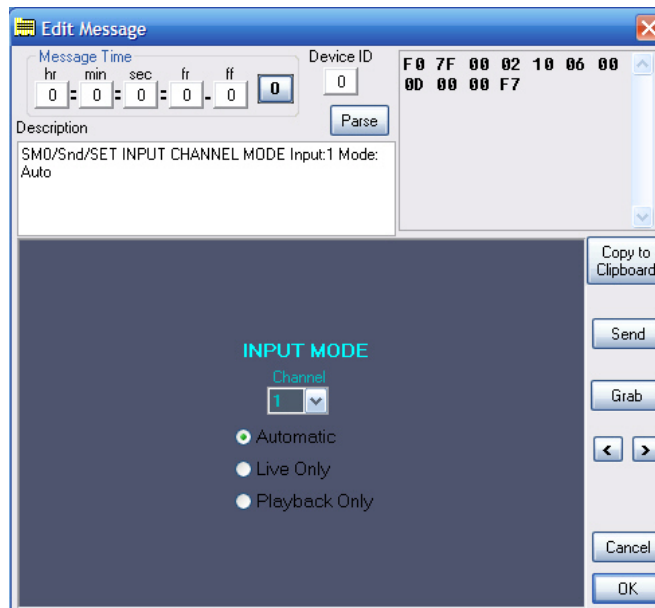 Edit Message
Message Time
hr min sec fr ff
0 : 0 : 0 : 0 . 0 0
Device ID
0
Parse
F0 7F 00 02 10 06 00
0D 00 00 F7
Description
SM0/Snd/SET INPUT CHANNEL MODE Input:1 Mode:
Auto
INPUT MODE
Channel
1
Automatic
Live Only
Playback Only
Copy to
Clipboard
Send
Grab
< >
Cancel
OK